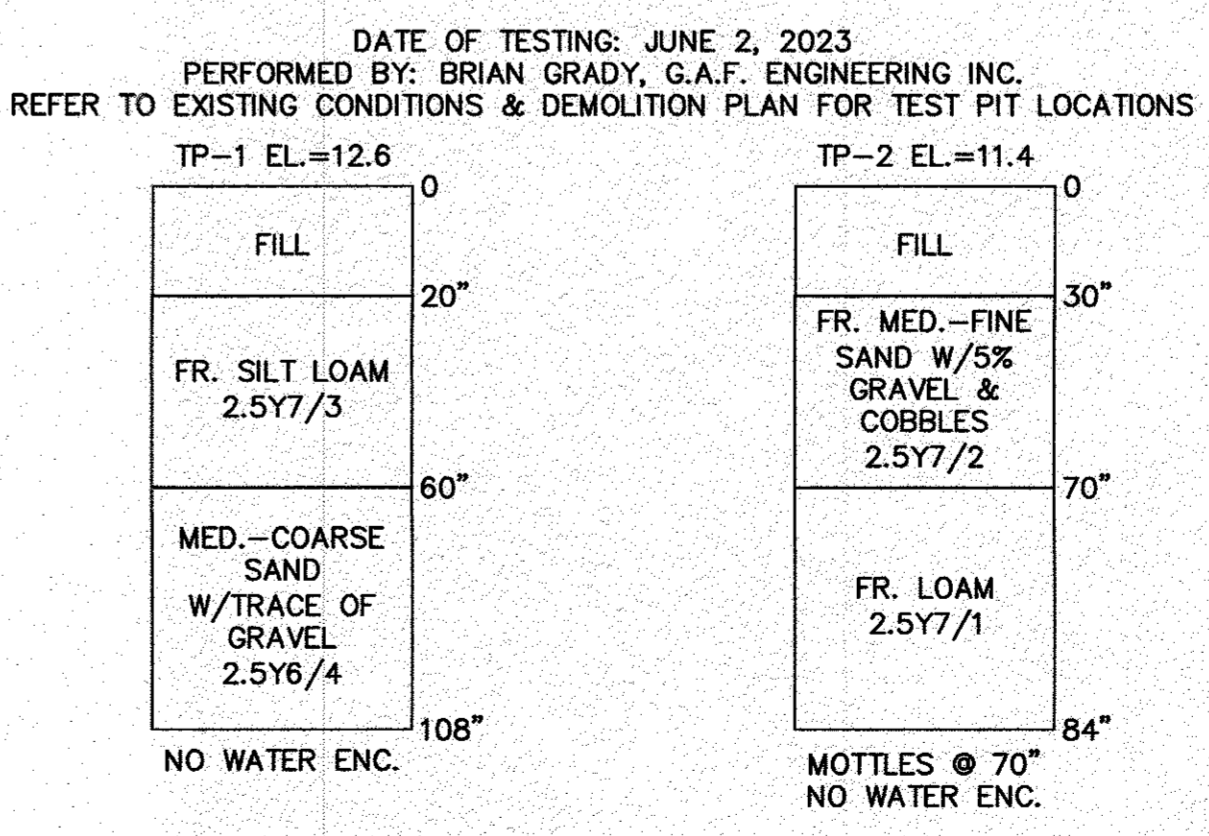 DATE OF TESTING: JUNE 2, 2023
PERFORMED BY: BRIAN GRADY, G.A.F. ENGINEERING INC.
REFER TO EXISTING CONDITIONS & DEMOLITION PLAN FOR TEST PIT LOCATIONS
TP-1 EL.=12.6
0
FILL
20"
FR. SILT LOAM
2.5Y7/3
60"
MED.-COARSE
SAND
W/TRACE OF
GRAVEL
2.5Y6/4
108"
NO WATER ENC.
TP-2 EL.=11.4
0
FILL
30"
FR. MED.-FINE
SAND W/5%
GRAVEL &
COBBLES
2.5Y7/2
70"
FR. LOAM
2.5Y7/1
84"
MOTTLES @ 70"
NO WATER ENC.